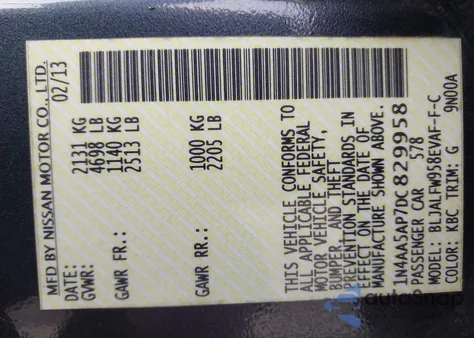 MFD BY NISSAN MOTOR CO., LTD.
DATE: 02/13
GVWR: 2131 KG
4698 LB
GAWR FR.: 1140 KG
2513 LB
GAWR RR.: 1000 KG
2205 LB
THIS VEHICLE CONFORMS TO
ALL APPLICABLE FEDERAL
MOTOR VEHICLE SAFETY,
BUMPER, AND THEFT
PREVENTION STANDARDS IN
EFFECT ON THE DATE OF
MANUFACTURE SHOWN ABOVE.
1N4AA5AP7DC829958
PASSENGER CAR 578
MODEL: BLJALFW958EVAF-F-C
COLOR: KBC TRIM: G 9N00A
autoSnap